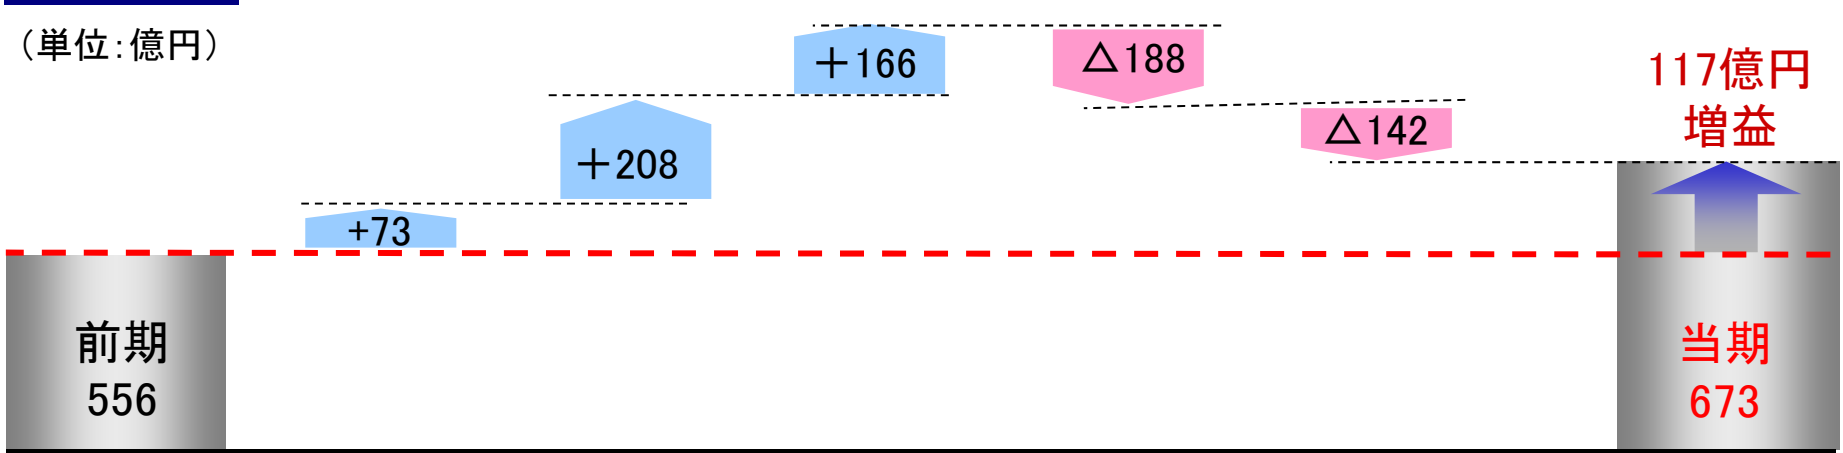 （単位：億円）
＋166
△188
117億円
増益
△142
＋208
+73
前期
556
当期
673